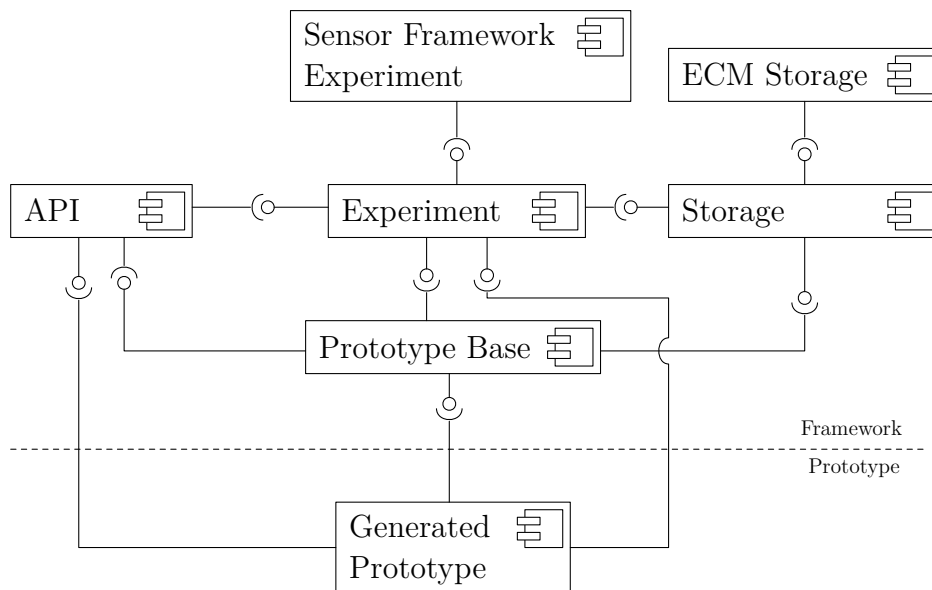 Sensor Framework
Experiment
ECM Storage
API
Experiment
Storage
Prototype Base
Framework
Prototype
Generated
Prototype